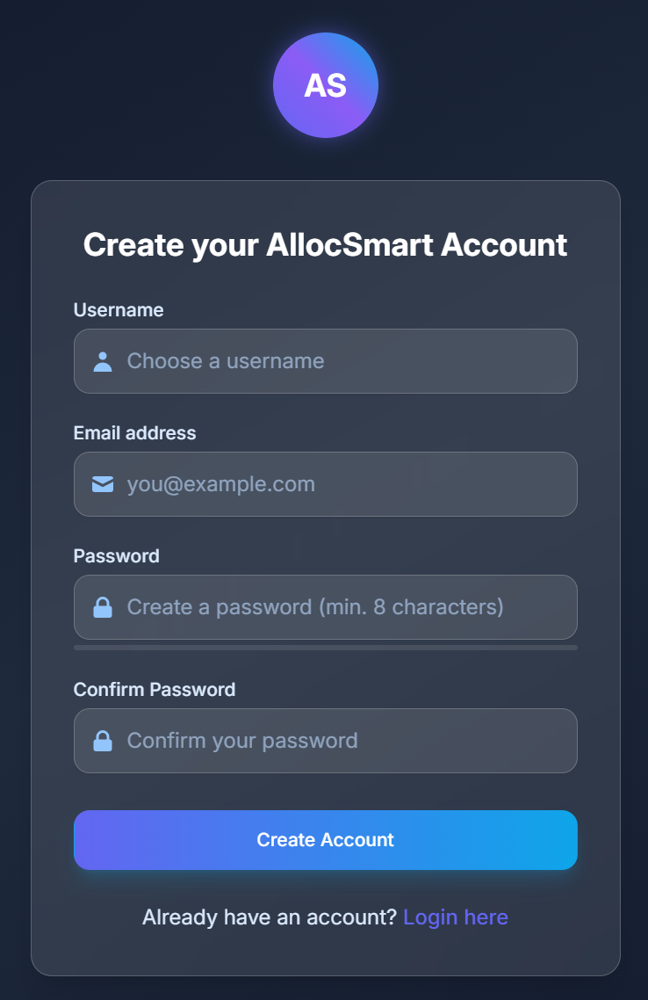 AS
Create your AllocSmart Account
Username
Choose a username
Email address
you@example.com
Password
Create a password (min. 8 characters)
Confirm Password
Confirm your password
Create Account
Already have an account? Login here